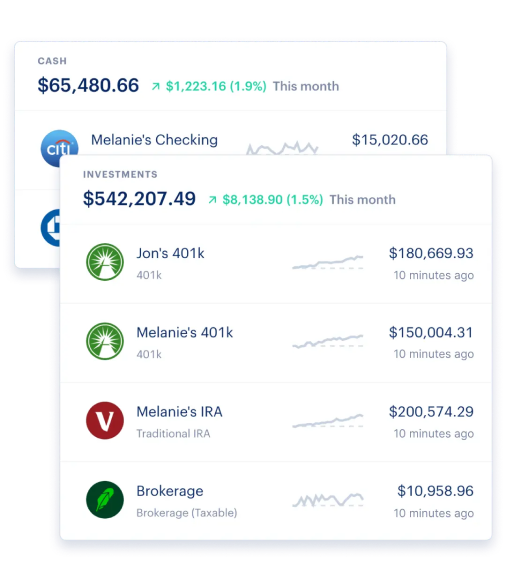 CASH
$65,480.66 ↗ $1,223.16 (1.9%) This month
citi
Melanie's Checking
$15,020.66
INVESTMENTS
$542,207.49 ↗ $8,138.90 (1.5%) This month
Jon's 401k
$180,669.93
401k
10 minutes ago
Melanie's 401k
$150,004.31
401k
10 minutes ago
V
Melanie's IRA
$200,574.29
Traditional IRA
10 minutes ago
Brokerage
$10,958.96
Brokerage (Taxable)
10 minutes ago